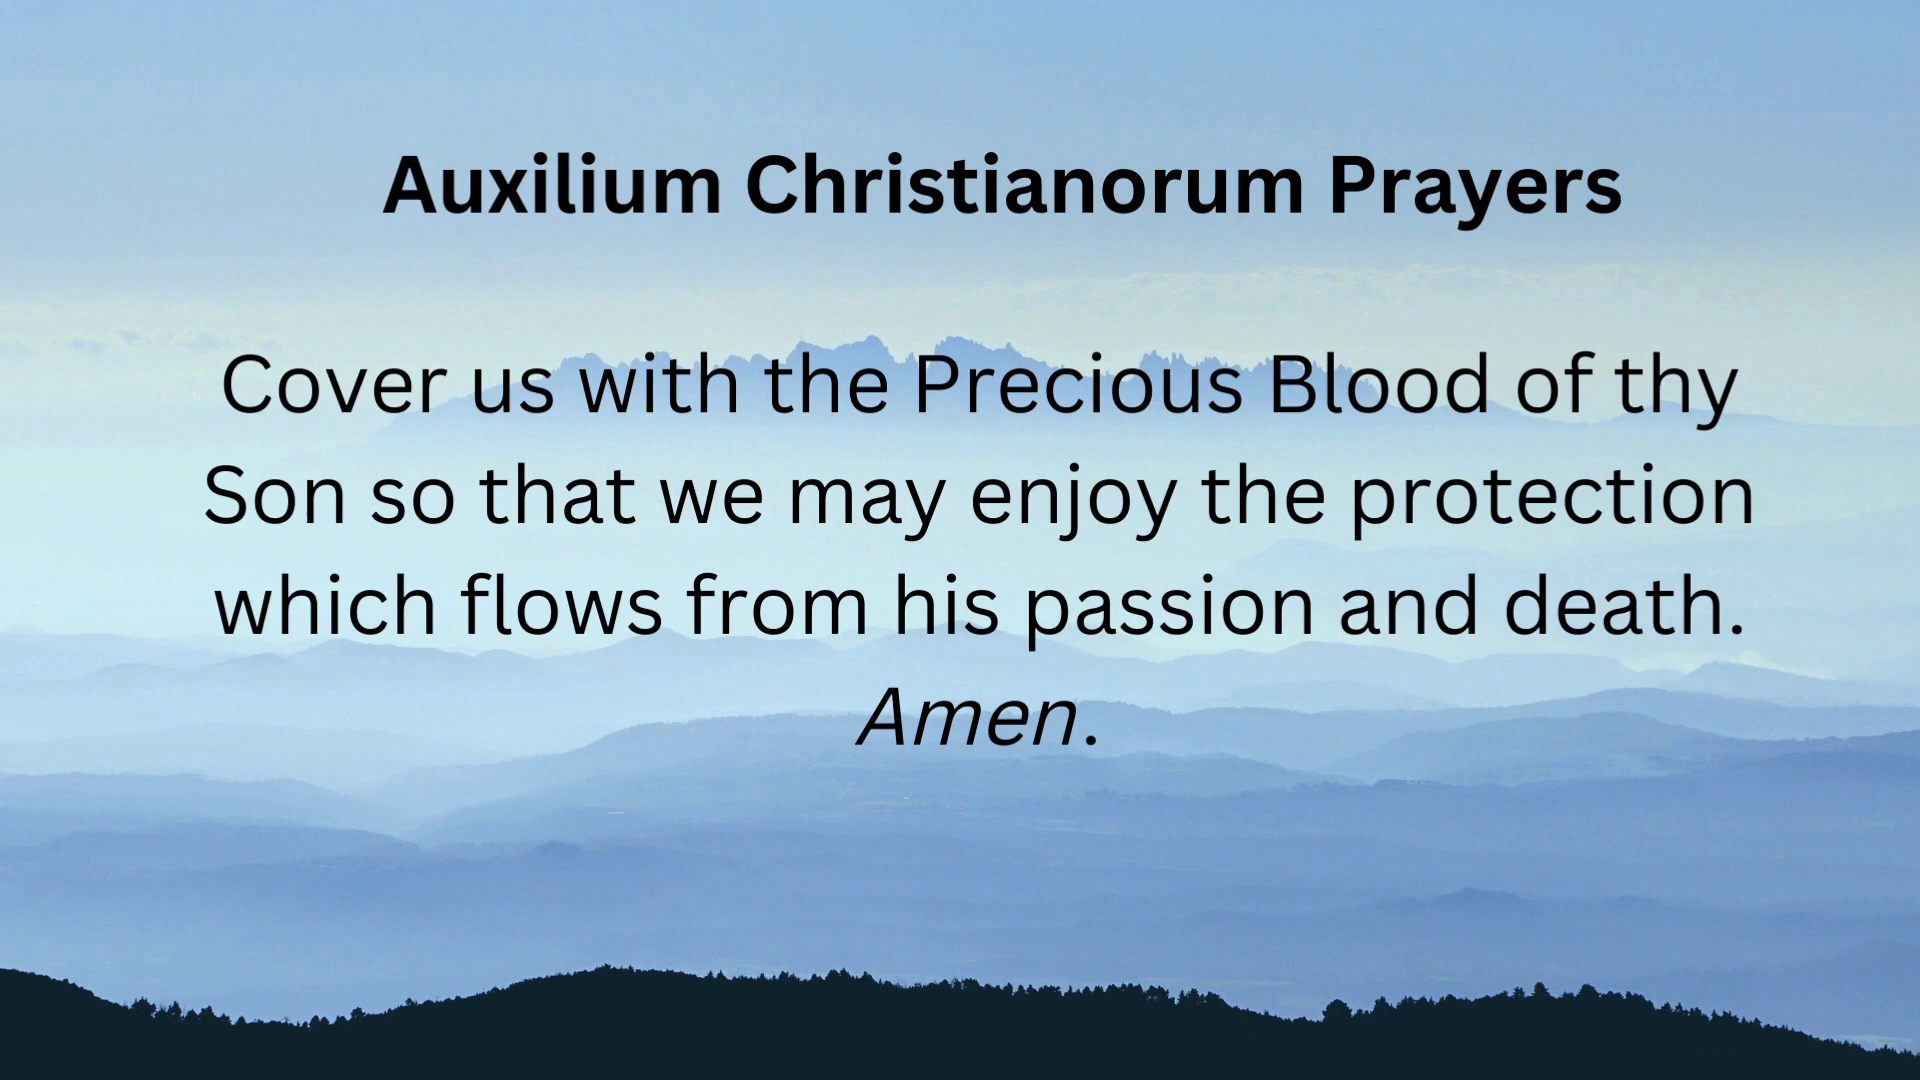 Auxilium Christianorum Prayers
Cover us with the Precious Blood of thy
Son so that we may enjoy the protection
which flows from his passion and death.
Amen.